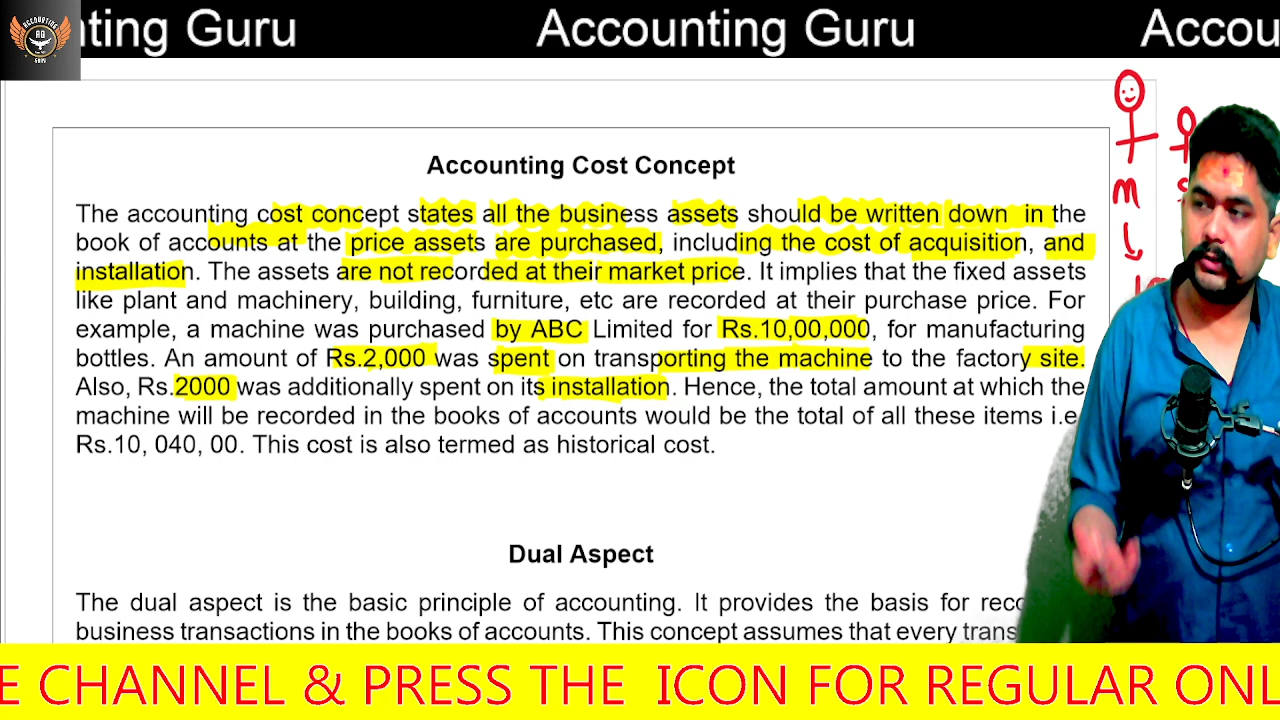 nting Guru Accounting Guru Accou
ACCOUNTING
AG
GURU
Accounting Cost Concept
The accounting cost concept states all the business assets should be written down in the
book of accounts at the price assets are purchased, including the cost of acquisition, and
installation. The assets are not recorded at their market price. It implies that the fixed assets
like plant and machinery, building, furniture, etc are recorded at their purchase price. For
example, a machine was purchased by ABC Limited for Rs.10,00,000, for manufacturing
bottles. An amount of Rs.2,000 was spent on transporting the machine to the factory site.
Also, Rs.2000 was additionally spent on its installation. Hence, the total amount at which the
machine will be recorded in the books of accounts would be the total of all these items i.e
Rs.10, 040, 00. This cost is also termed as historical cost.
m
Dual Aspect
The dual aspect is the basic principle of accounting. It provides the basis for reco
business transactions in the books of accounts. This concept assumes that every trans
E CHANNEL & PRESS THE ICON FOR REGULAR ONL